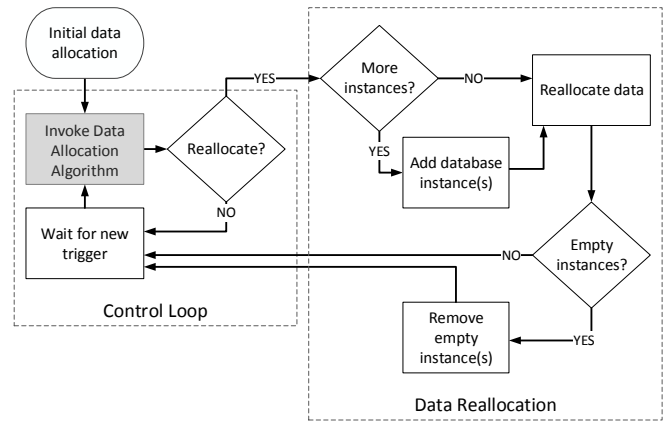 Initial data
allocation
Invoke Data
Allocation
Algorithm
Reallocate?
YES
NO
Wait for new
trigger
Control Loop
More
instances?
NO
YES
Add database
instance(s)
Reallocate data
Empty
instances?
NO
YES
Remove
empty
instance(s)
Data Reallocation